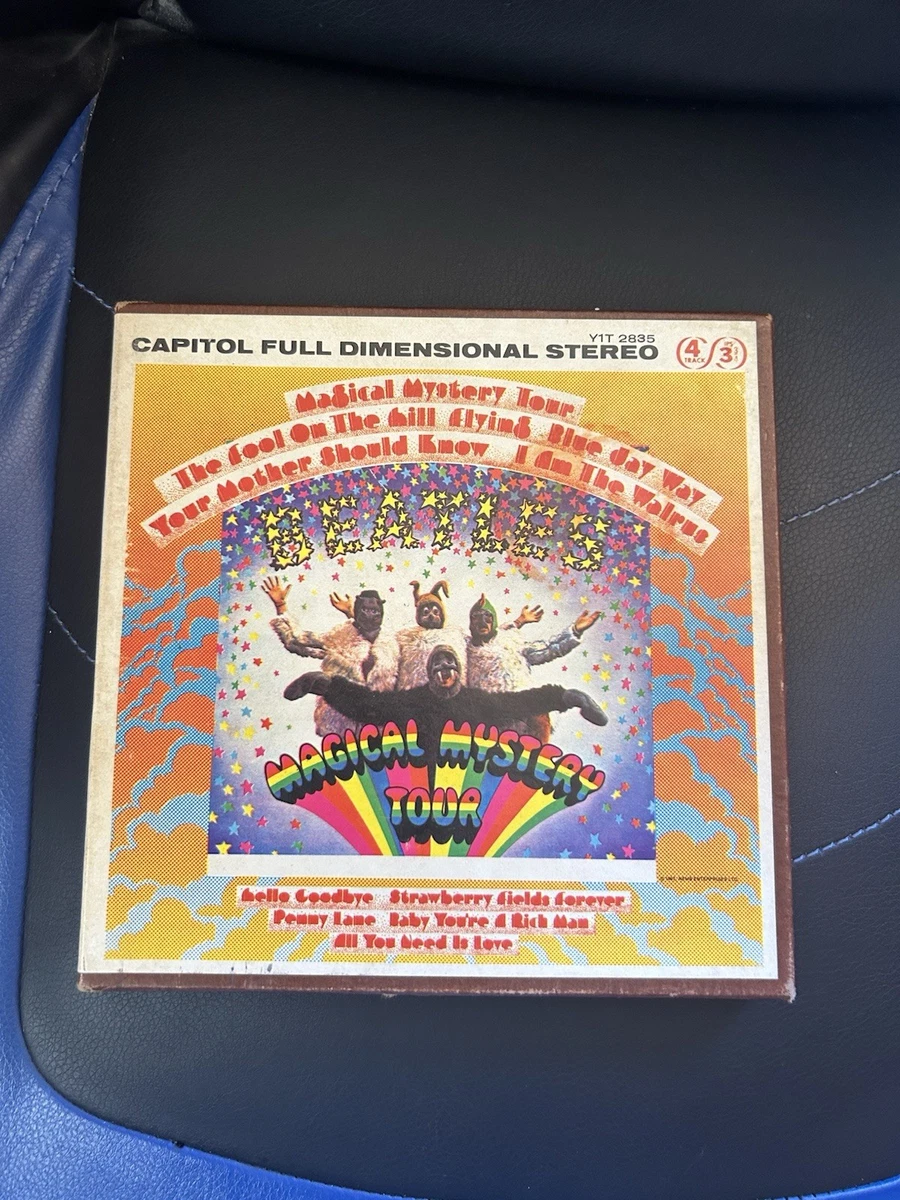 Y1T 2835
CAPITOL FULL DIMENSIONAL STEREO
4 TRACK
3
Magical Mystery Tour
The Fool On The Hill Flying Blue Jay Way
Your Mother Should Know I Am The Walrus
BEATLES
MAGICAL MYSTERY
TOUR
Hello Goodbye Strawberry Fields Forever
Penny Lane Baby You're A Rich Man
All You Need Is Love